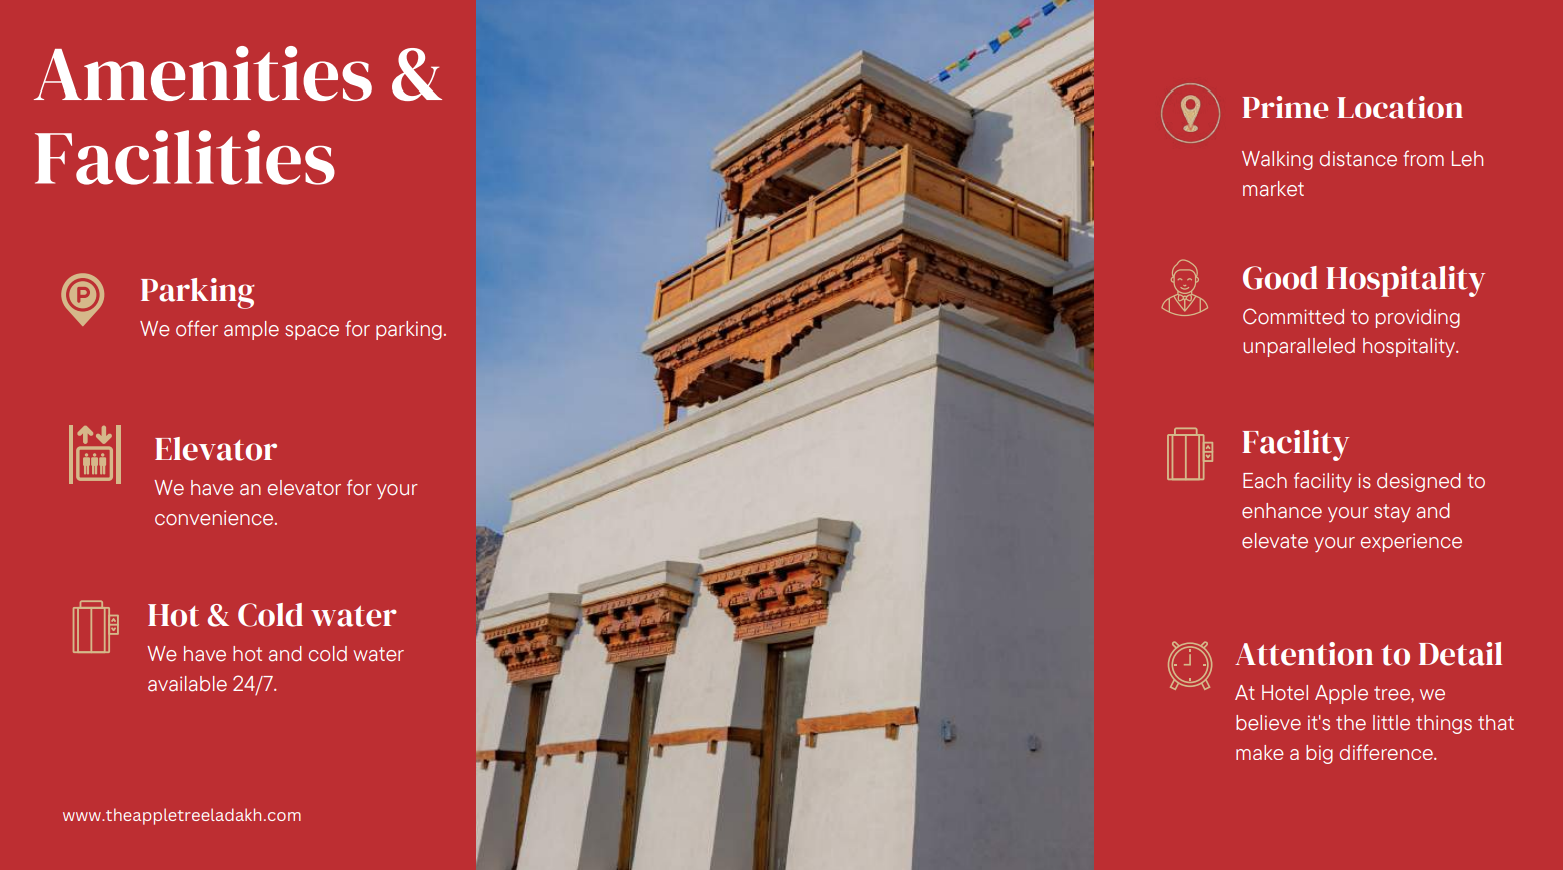 Amenities &
Facilities
Parking
We offer ample space for parking.
Elevator
We have an elevator for your
convenience.
Hot & Cold water
We have hot and cold water
available 24/7.
www.theappletreeladakh.com
Prime Location
Walking distance from Leh
market
Good Hospitality
Committed to providing
unparalleled hospitality.
Facility
Each facility is designed to
enhance your stay and
elevate your experience
Attention to Detail
At Hotel Apple tree, we
believe it's the little things that
make a big difference.